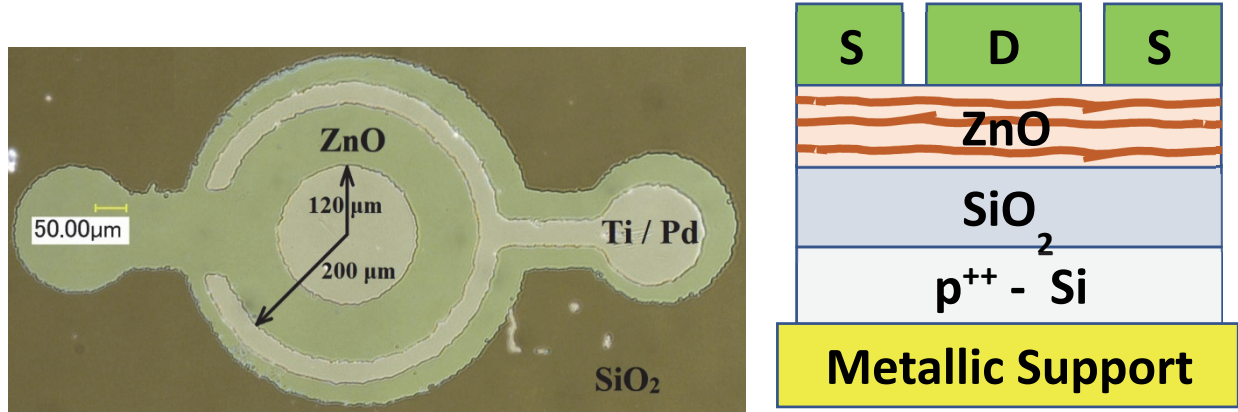 ZnO
120 μm
50.00μm
Ti / Pd
200 μm
SiO₂
S D S
ZnO
SiO₂
p⁺⁺ - Si
Metallic Support